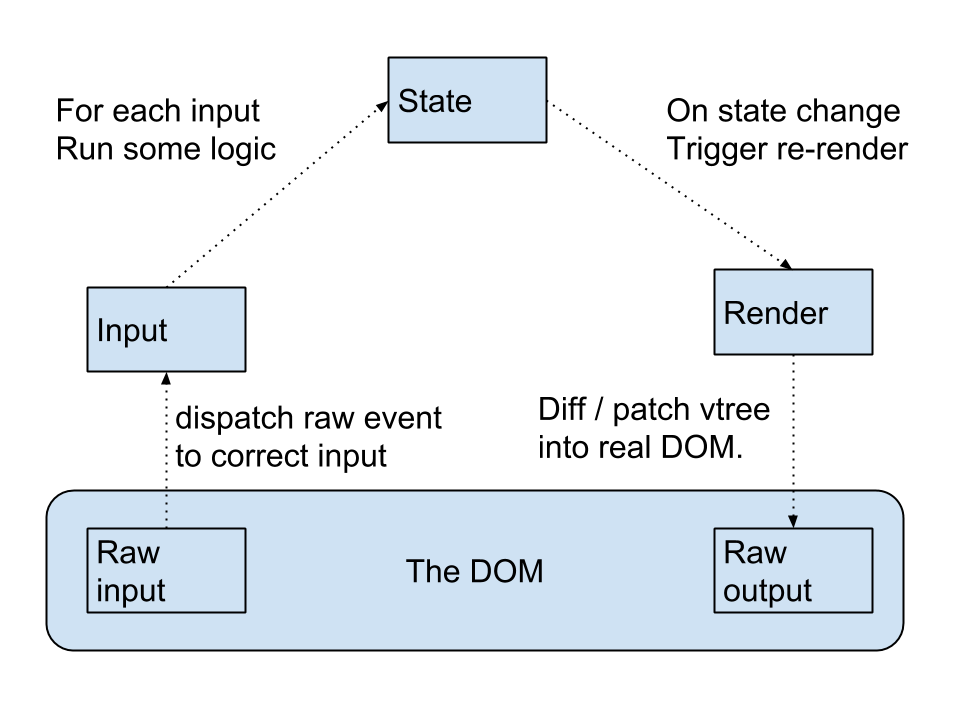 State
For each input
Run some logic
On state change
Trigger re-render
Input
Render
dispatch raw event
to correct input
Diff / patch vtree
into real DOM.
Raw
input
The DOM
Raw
output